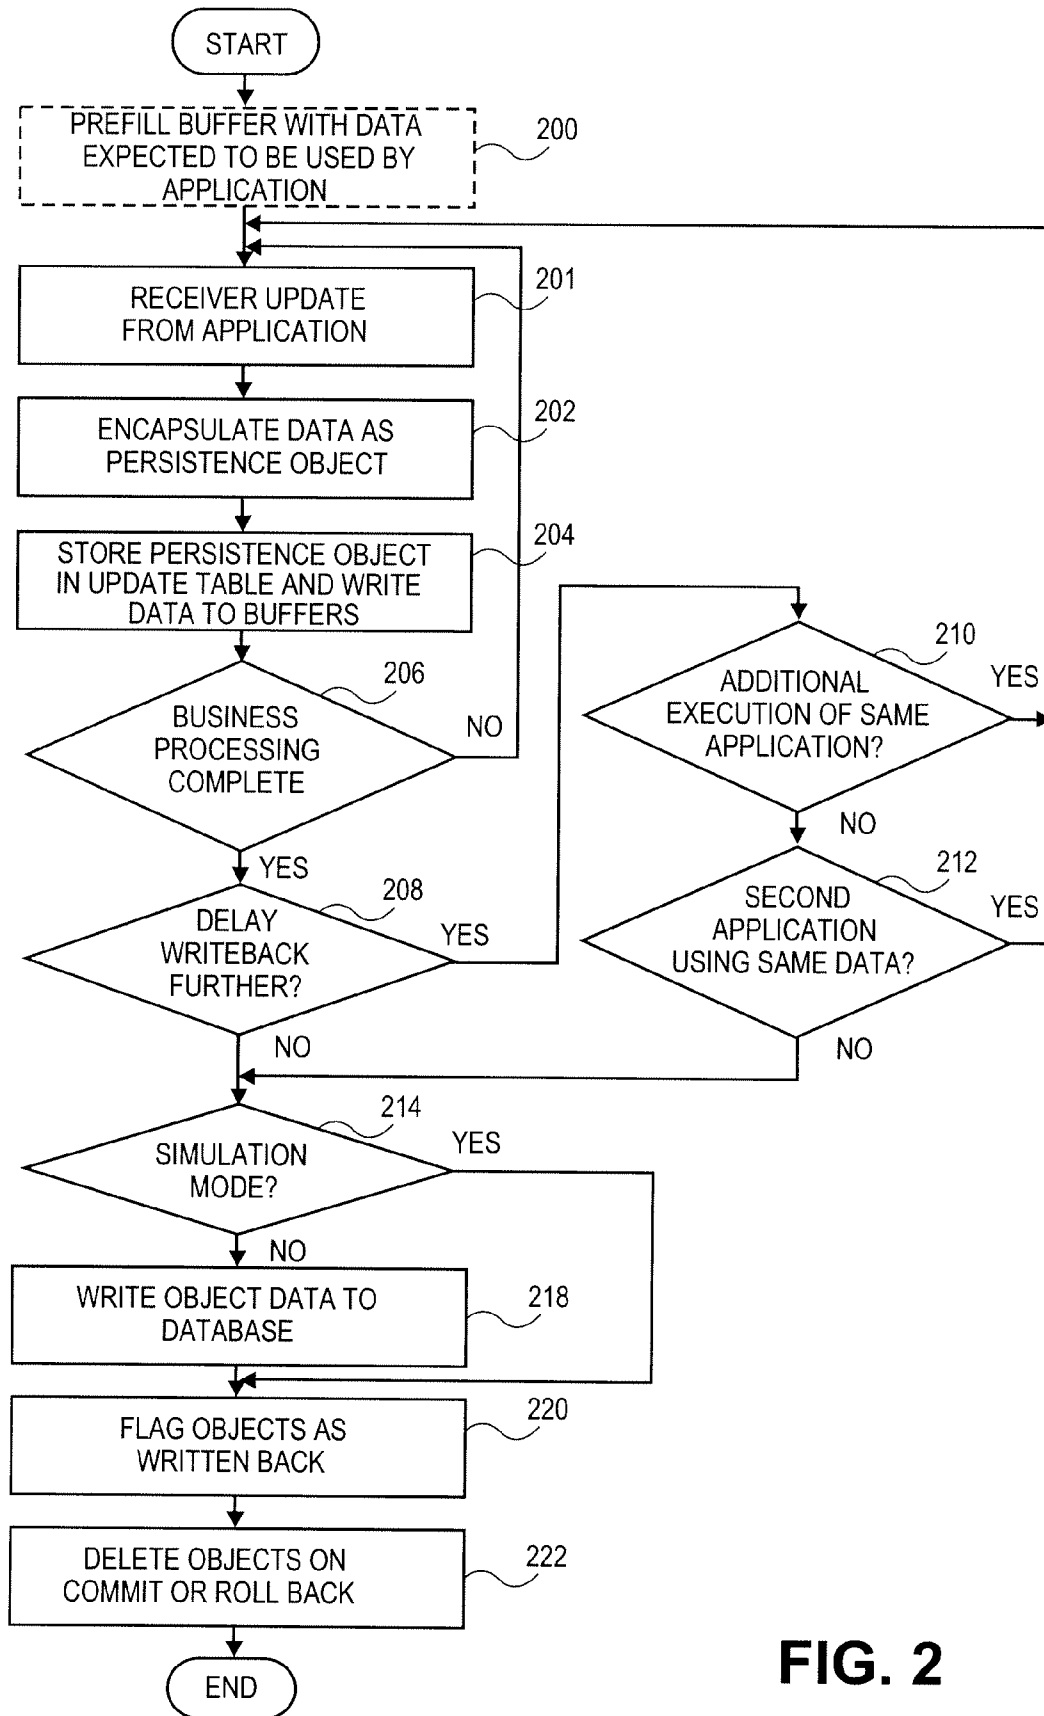 START
PREFILL BUFFER WITH DATA
EXPECTED TO BE USED BY
APPLICATION
200
RECEIVER UPDATE
FROM APPLICATION
201
ENCAPSULATE DATA AS
PERSISTENCE OBJECT
202
STORE PERSISTENCE OBJECT
IN UPDATE TABLE AND WRITE
DATA TO BUFFERS
204
BUSINESS
PROCESSING
COMPLETE
206
NO
YES
DELAY
WRITEBACK
FURTHER?
208
YES
NO
ADDITIONAL
EXECUTION OF SAME
APPLICATION?
210
YES
NO
SECOND
APPLICATION
USING SAME DATA?
212
YES
NO
SIMULATION
MODE?
214
YES
NO
WRITE OBJECT DATA TO
DATABASE
218
FLAG OBJECTS AS
WRITTEN BACK
220
DELETE OBJECTS ON
COMMIT OR ROLL BACK
222
END
FIG. 2